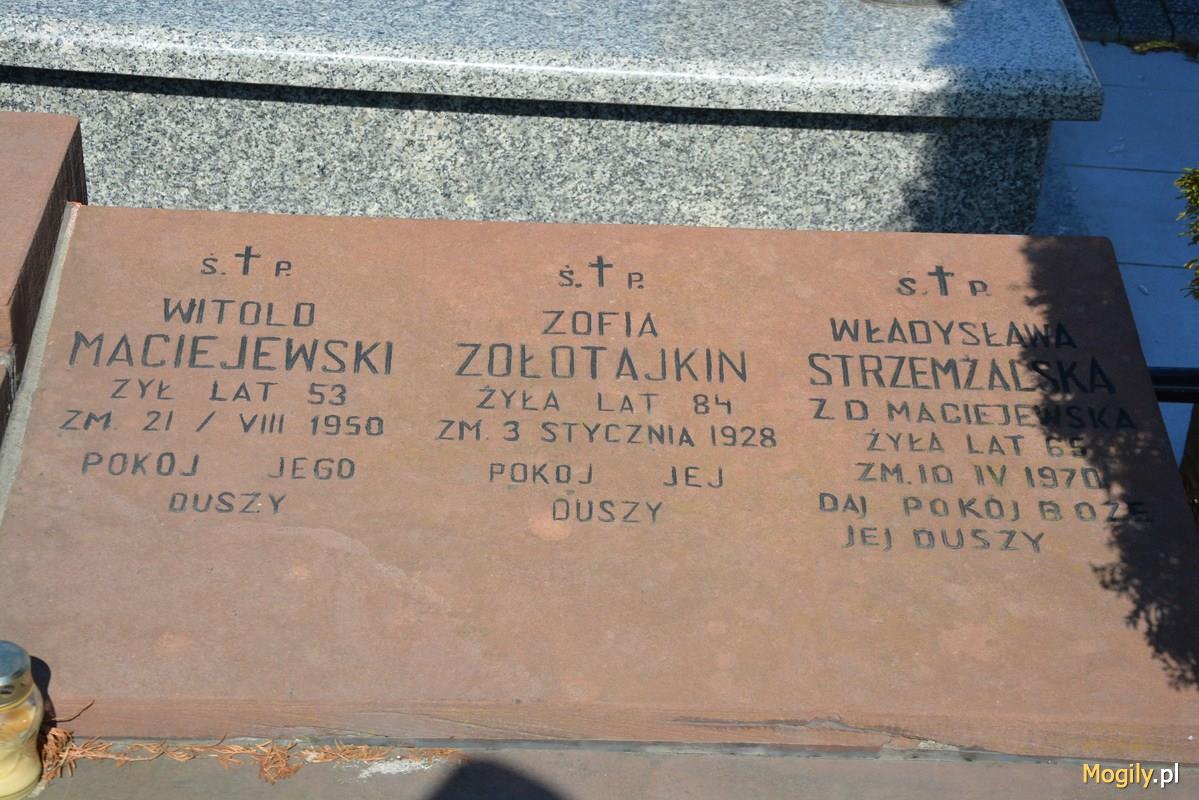 Ś. † P.
WITOLD
MACIEJEWSKI
ŻYŁ LAT 53
ZM. 21 / VIII 1950
POKÓJ JEGO
DUSZY
Ś. † P.
ZOFIA
ZOŁOTAJKIN
ŻYŁA LAT 84
ZM. 3 STYCZNIA 1928
POKÓJ JEJ
DUSZY
Ś. † P.
WŁADYSŁAWA
STRZEMŻALSKA
Z D MACIEJEWSKA
ŻYŁA LAT 65
ZM. 10 IV 1970
DAJ POKÓJ BOŻE
JEJ DUSZY
Mogily.pl